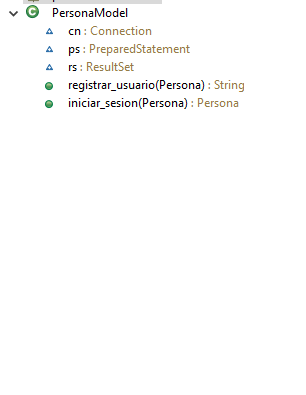 PersonaModel
cn : Connection
ps : PreparedStatement
rs : ResultSet
registrar_usuario(Persona) : String
iniciar_sesion(Persona) : Persona